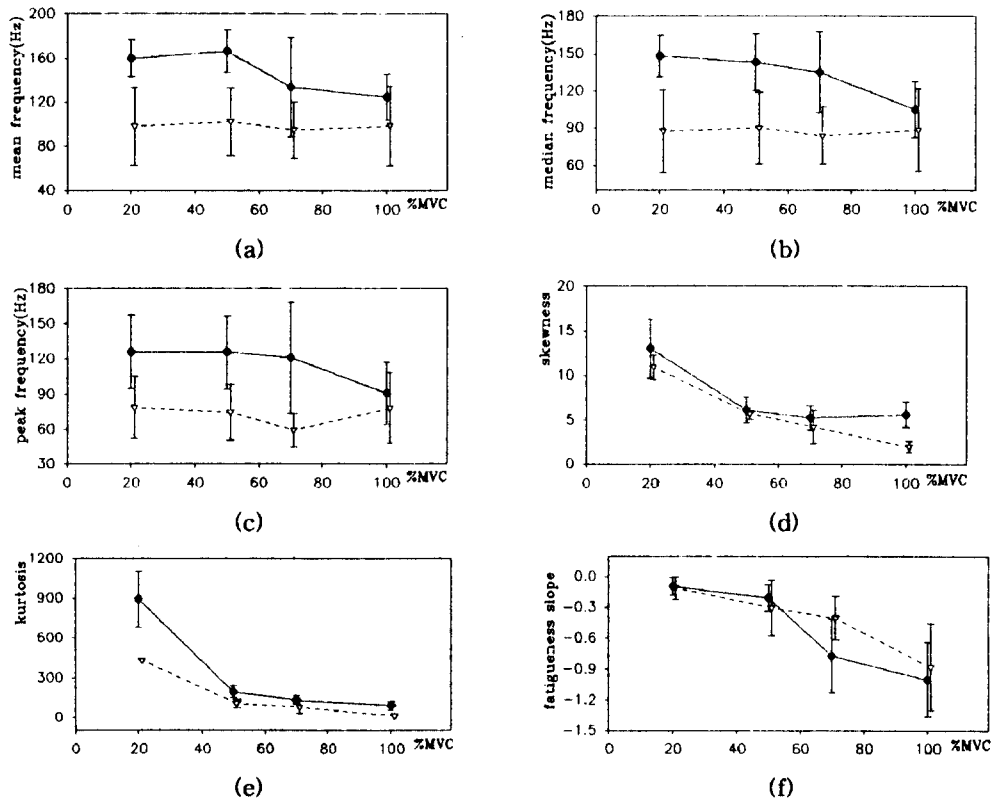 mean frequency(Hz)
200
160
120
80
40
0 20 40 60 80 100 %MVC
(a)
median frequency(Hz)
180
150
120
90
60
0 20 40 60 80 100 %MVC
(b)
peak frequency(Hz)
180
150
120
90
60
30
0 20 40 60 80 100 %MVC
(c)
skewness
20
15
10
5
0
0 20 40 60 80 100 %MVC
(d)
kurtosis
1200
900
600
300
0
0 20 40 60 80 100 %MVC
(e)
fatigueness slope
0.0
-0.3
-0.6
-0.9
-1.2
-1.5
0 20 40 60 80 100 %MVC
(f)